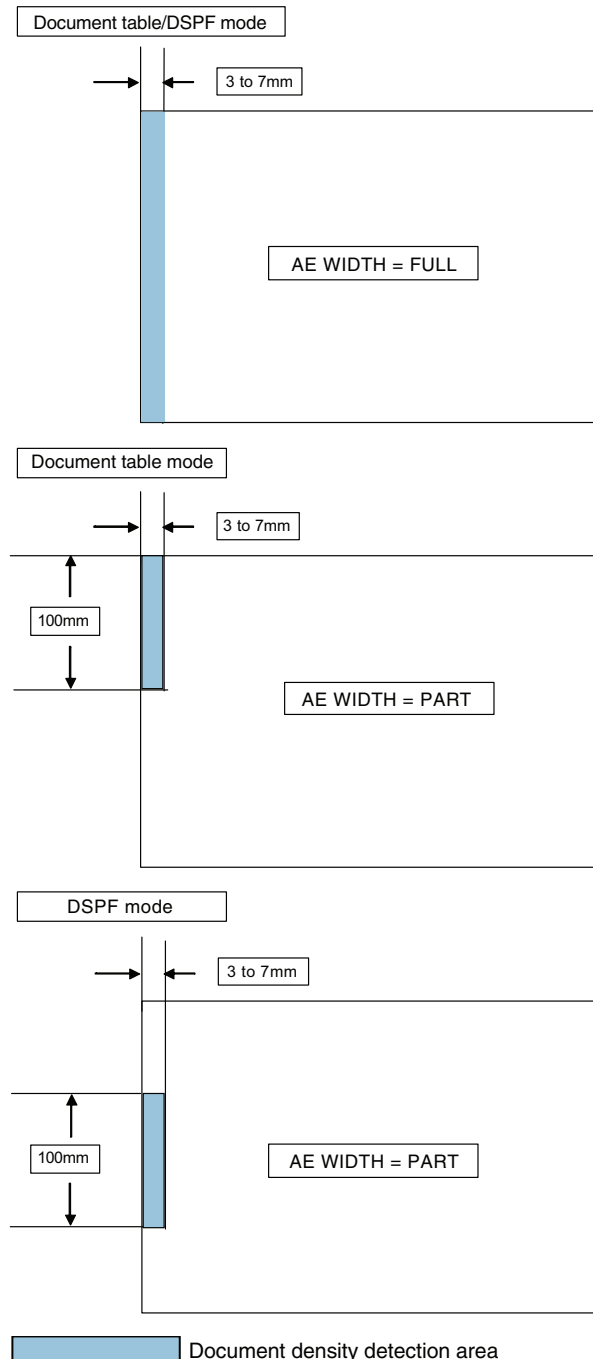 Document table/DSPF mode
3 to 7mm
AE WIDTH = FULL
Document table mode
3 to 7mm
100mm
AE WIDTH = PART
DSPF mode
3 to 7mm
100mm
AE WIDTH = PART
Document density detection area